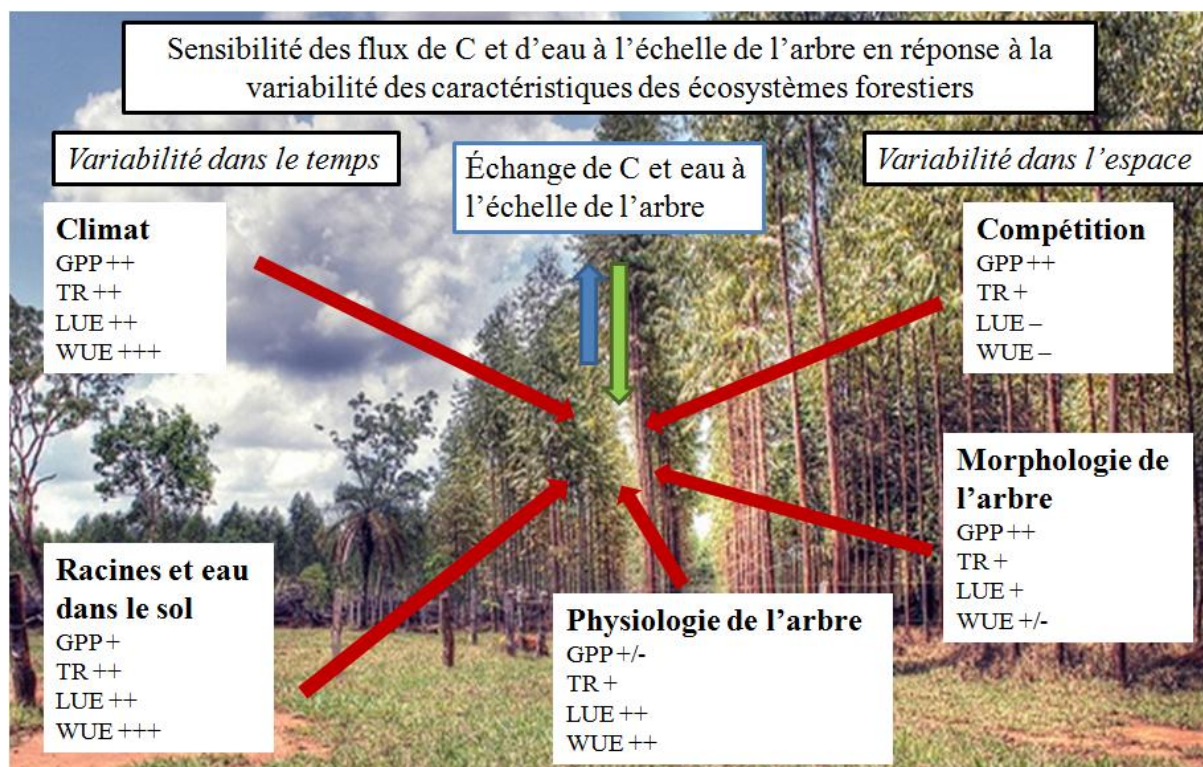 Sensibilité des flux de C et d'eau à l'échelle de l'arbre en réponse à la
variabilité des caractéristiques des écosystèmes forestiers
Variabilité dans le temps
Échange de C et eau à
l'échelle de l'arbre
Variabilité dans l'espace
Climat
GPP ++
TR ++
LUE ++
WUE +++
Compétition
GPP ++
TR +
LUE –
WUE –
Racines et eau
dans le sol
GPP +
TR ++
LUE ++
WUE +++
Physiologie de l'arbre
GPP +/-
TR +
LUE ++
WUE ++
Morphologie de
l'arbre
GPP ++
TR +
LUE +
WUE +/-